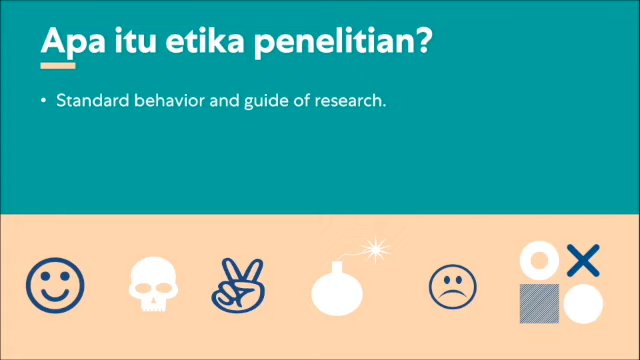 Apa itu etika penelitian?
• Standard behavior and guide of research.